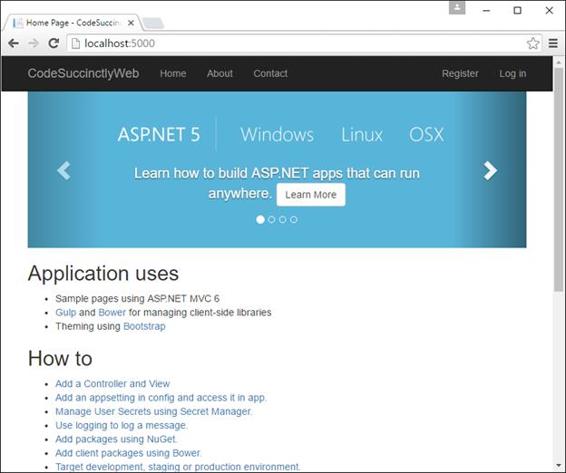 Home Page - CodeSuccin
localhost:5000
CodeSuccinctlyWeb Home About Contact Register Log in
ASP.NET 5 Windows Linux OSX
Learn how to build ASP.NET apps that can run
anywhere. Learn More
Application uses
Sample pages using ASP.NET MVC 6
Gulp and Bower for managing client-side libraries
Theming using Bootstrap
How to
Add a Controller and View
Add an appsetting in config and access it in app.
Manage User Secrets using Secret Manager.
Use logging to log a message.
Add packages using NuGet.
Add client packages using Bower.
Target development, staging or production environment.